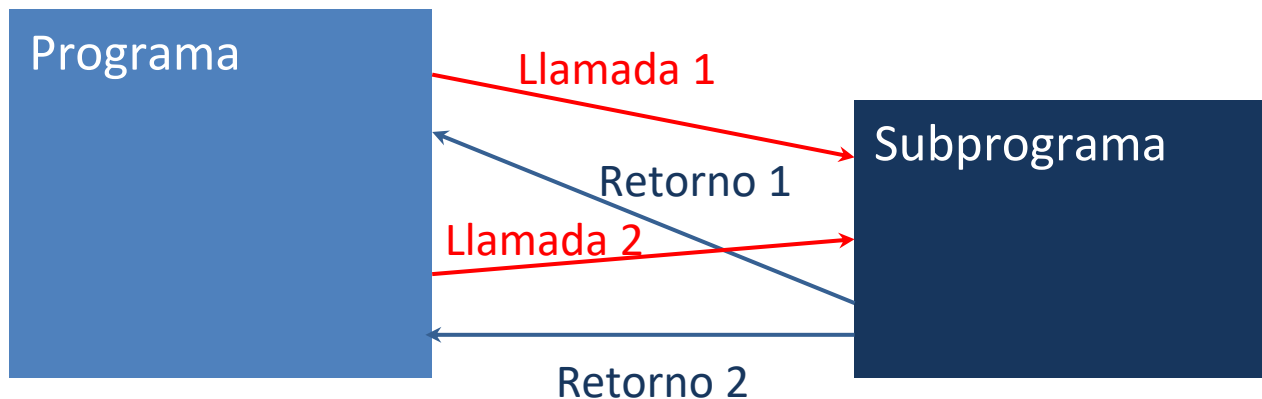 Programa
Llamada 1
Subprograma
Retorno 1
Llamada 2
Retorno 2